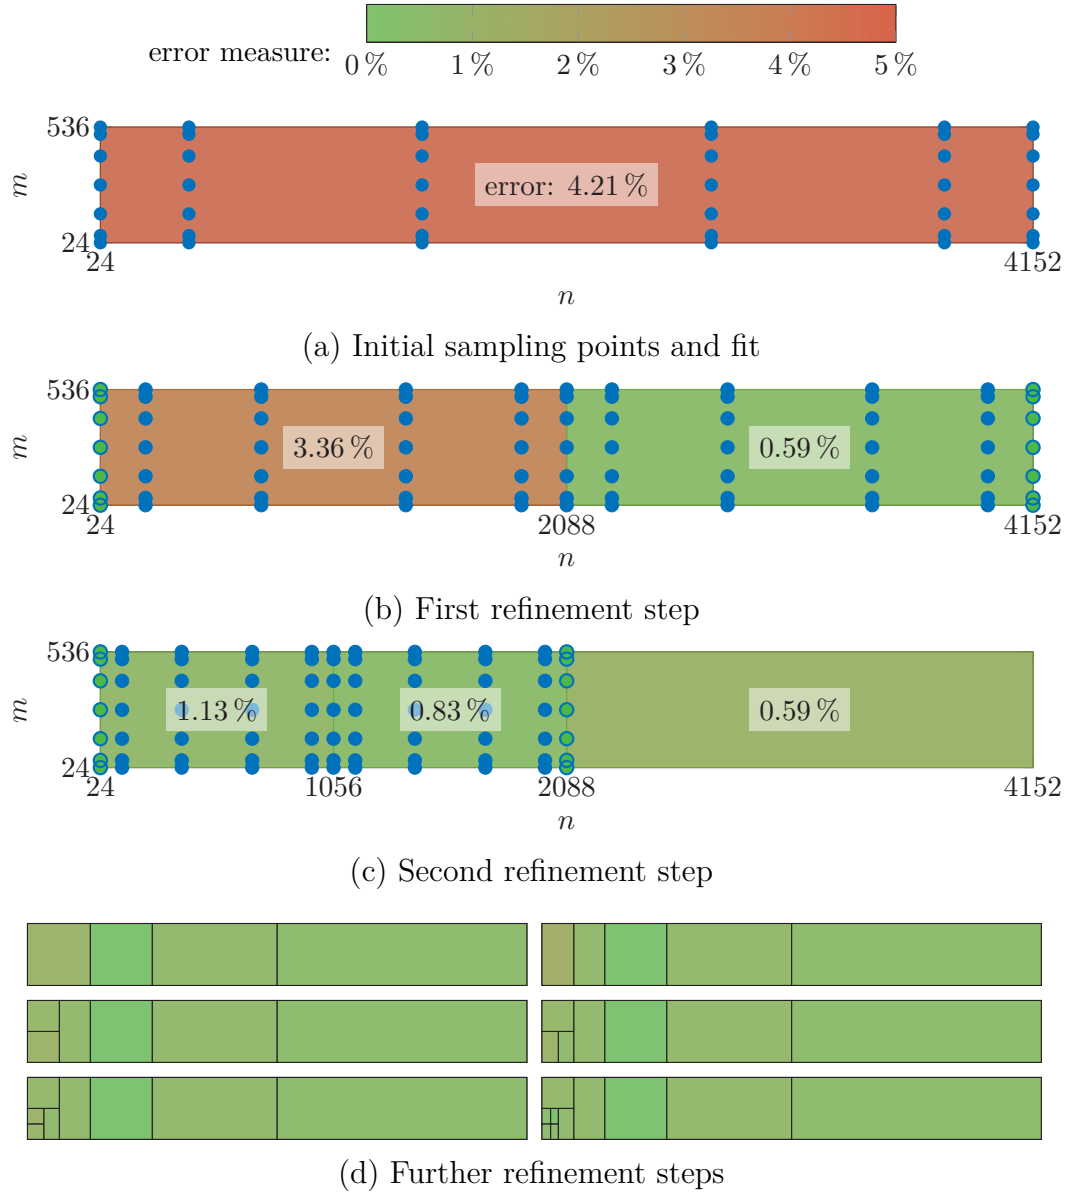 error measure:
0 % 1 % 2 % 3 % 4 % 5 %
536
m
error: 4.21 %
24
24 4152
n
(a) Initial sampling points and fit
536
m
3.36 % 0.59 %
24
24 2088 4152
n
(b) First refinement step
536
m
1.13 % 0.83 % 0.59 %
24
24 1056 2088 4152
n
(c) Second refinement step
(d) Further refinement steps